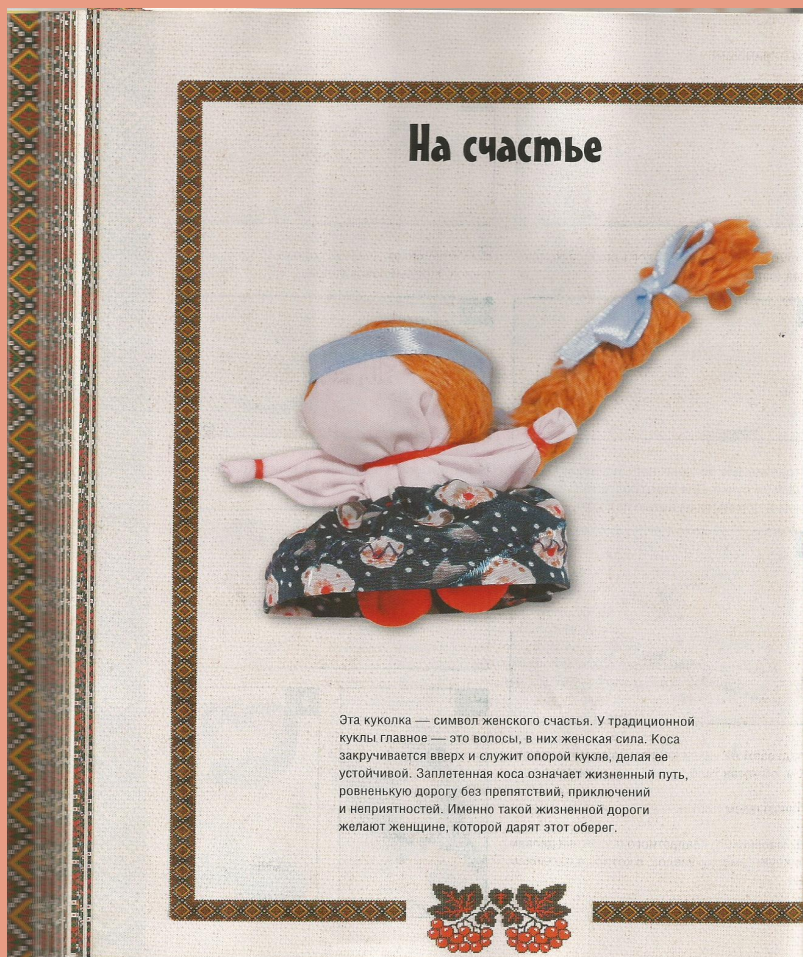 На счастье
Эта куколка — символ женского счастья. У традиционной
куклы главное — это волосы, в них женская сила. Коса
закручивается вверх и служит опорой кукле, делая ее
устойчивой. Заплетенная коса означает жизненный путь,
ровненькую дорогу без препятствий, приключений
и неприятностей. Именно такой жизненной дороги
желают женщине, которой дарят этот оберег.